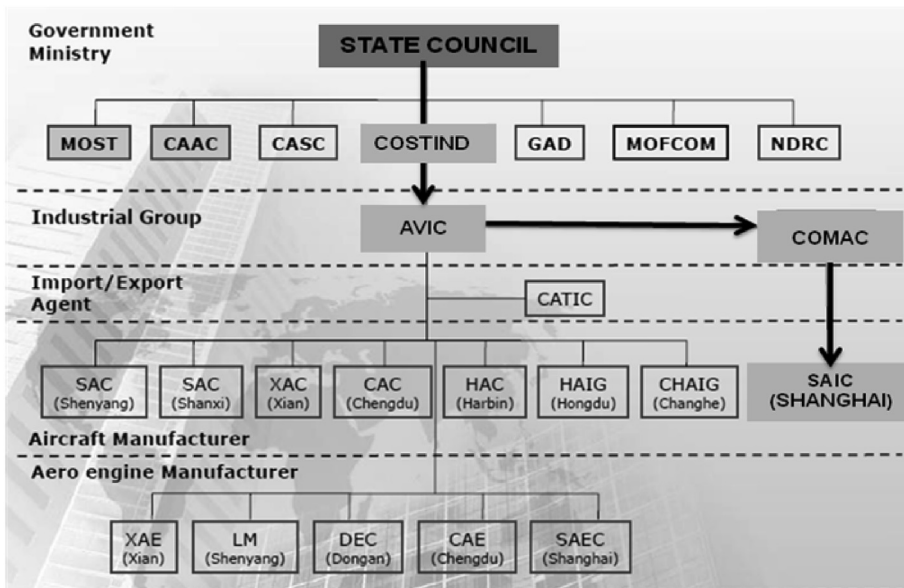 Government
Ministry
STATE COUNCIL
MOST
CAAC
CASC
COSTIND
GAD
MOFCOM
NDRC
Industrial Group
AVIC
COMAC
Import/Export
Agent
CATIC
SAC
(Shenyang)
SAC
(Shanxi)
XAC
(Xian)
CAC
(Chengdu)
HAC
(Harbin)
HAIG
(Hongdu)
CHAIG
(Changhe)
SAIC
(SHANGHAI)
Aircraft Manufacturer
Aero engine Manufacturer
XAE
(Xian)
LM
(Shenyang)
DEC
(Dongan)
CAE
(Chengdu)
SAEC
(Shanghai)